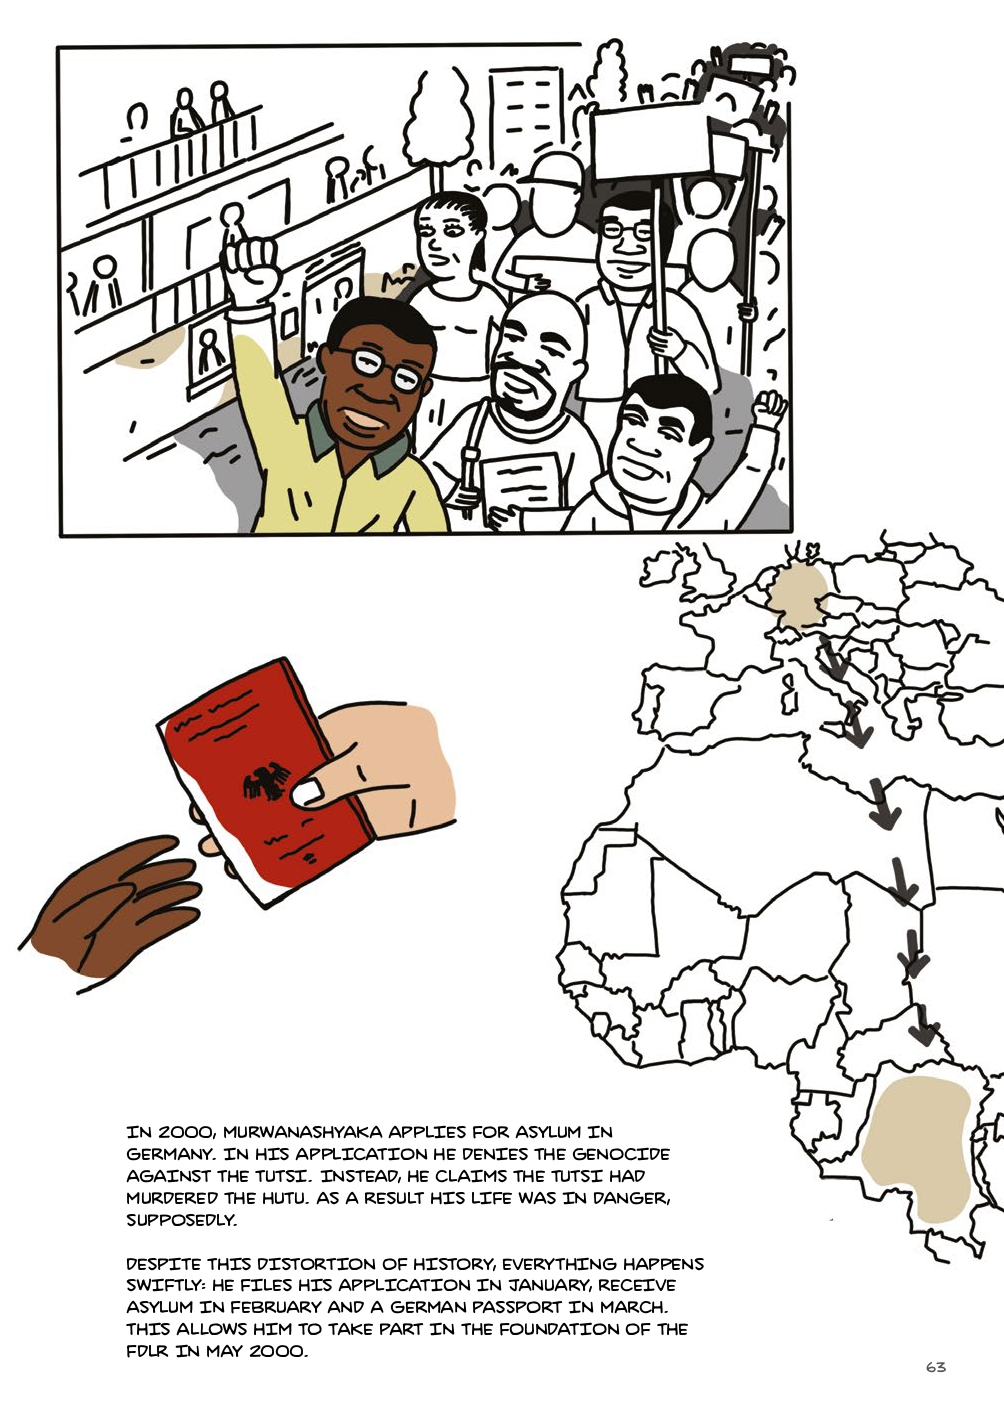 IN 2000, MURWANASHYAKA APPLIES FOR ASYLUM IN
GERMANY. IN HIS APPLICATION HE DENIES THE GENOCIDE
AGAINST THE TUTSI. INSTEAD, HE CLAIMS THE TUTSI HAD
MURDERED THE HUTU. AS A RESULT HIS LIFE WAS IN DANGER,
SUPPOSEDLY.
DESPITE THIS DISTORTION OF HISTORY, EVERYTHING HAPPENS
SWIFTLY: HE FILES HIS APPLICATION IN JANUARY, RECEIVE
ASYLUM IN FEBRUARY AND A GERMAN PASSPORT IN MARCH.
THIS ALLOWS HIM TO TAKE PART IN THE FOUNDATION OF THE
FDLR IN MAY 2000.
63